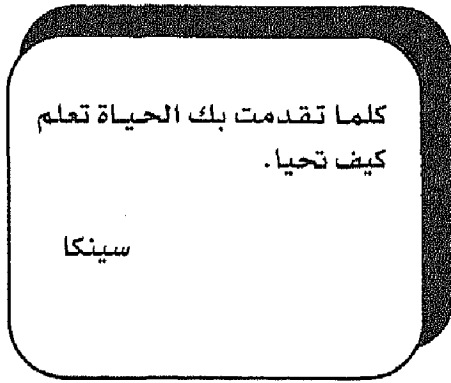 كلما تقدمت بك الحياة تعلم
كيف تحيا.
سينكا